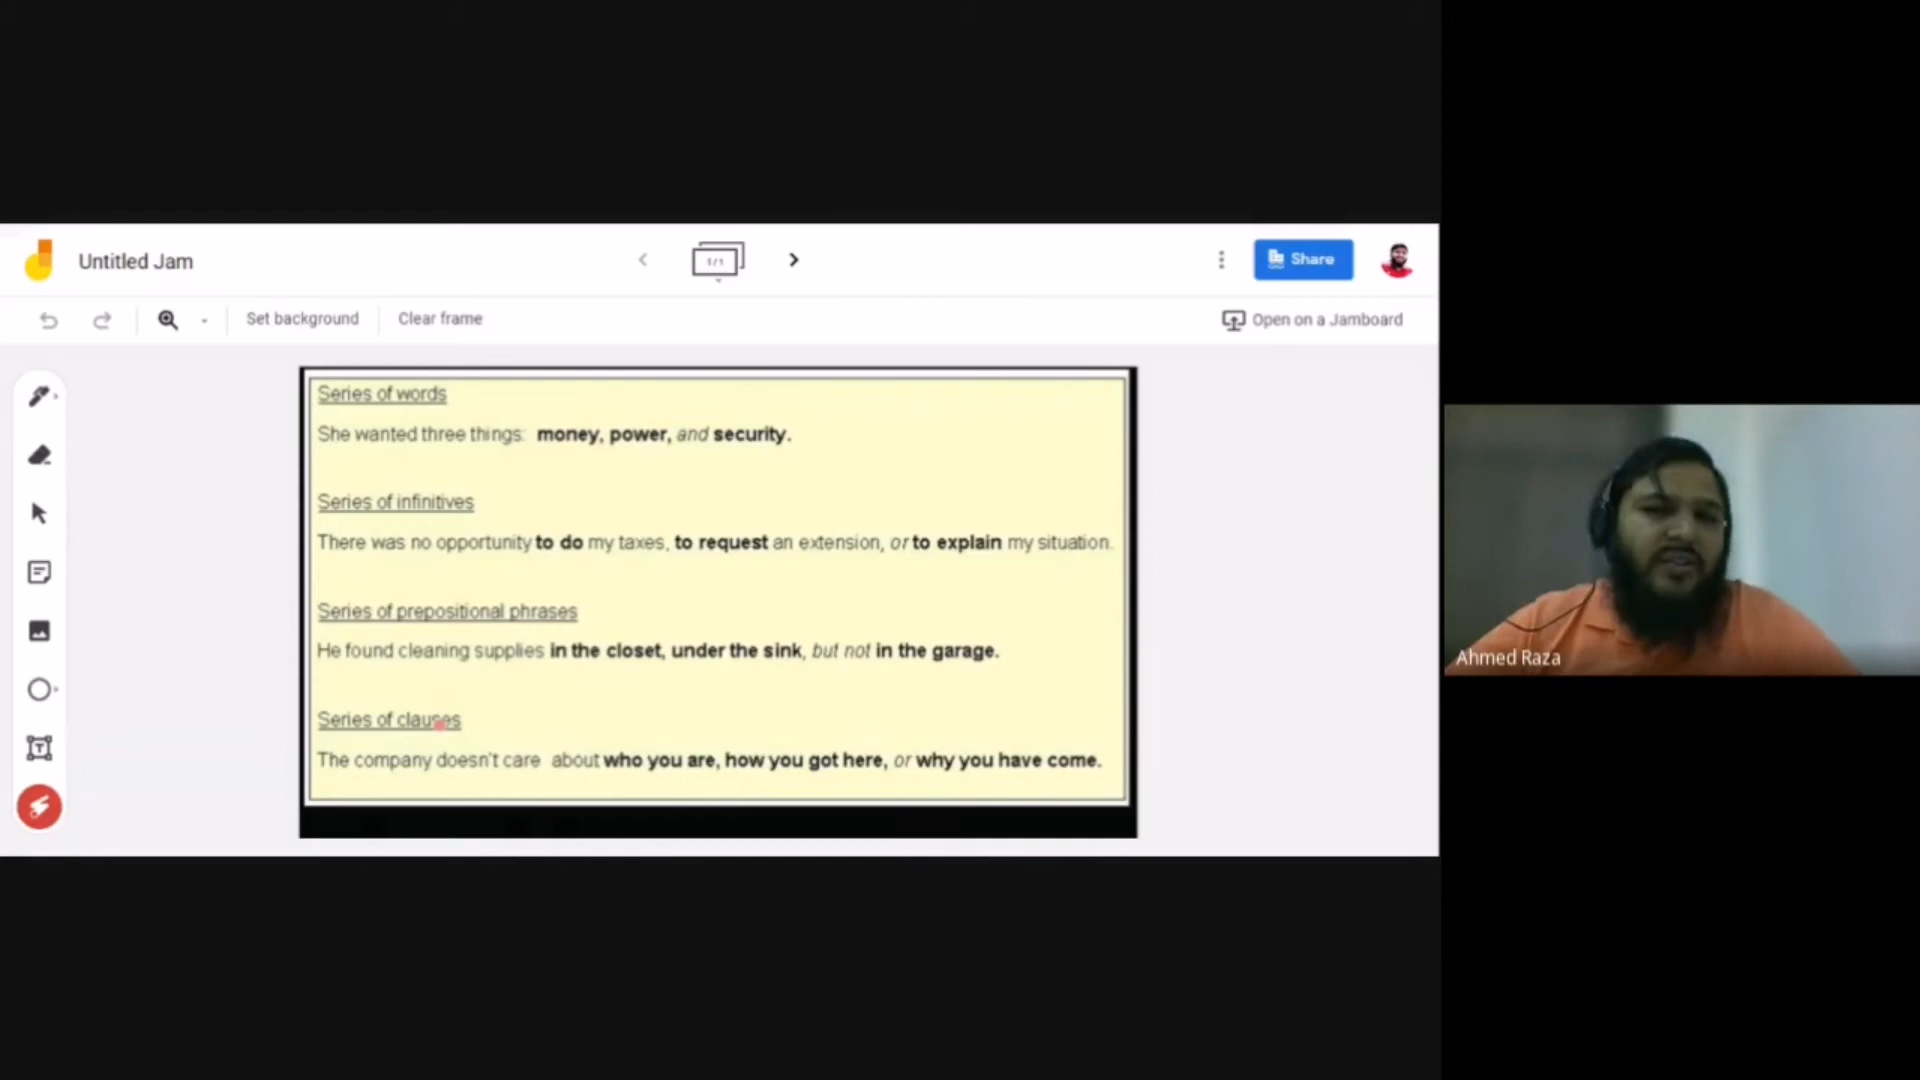 Untitled Jam
1/1
Share
Set background
Clear frame
Open on a Jamboard
Series of words
She wanted three things: money, power, and security.
Series of infinitives
There was no opportunity to do my taxes, to request an extension, or to explain my situation.
Series of prepositional phrases
He found cleaning supplies in the closet, under the sink, but not in the garage.
Series of clauses
The company doesn't care about who you are, how you got here, or why you have come.
Ahmed Raza